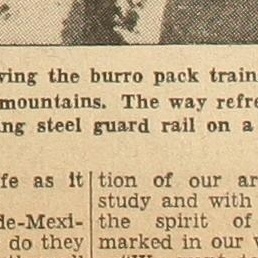 ving the burro pack train
mountains. The way refre
ng steel guard rail on a
fe as it
de-Mexi-
do they
tion of our ar
study and with
the spirit of
marked in our v